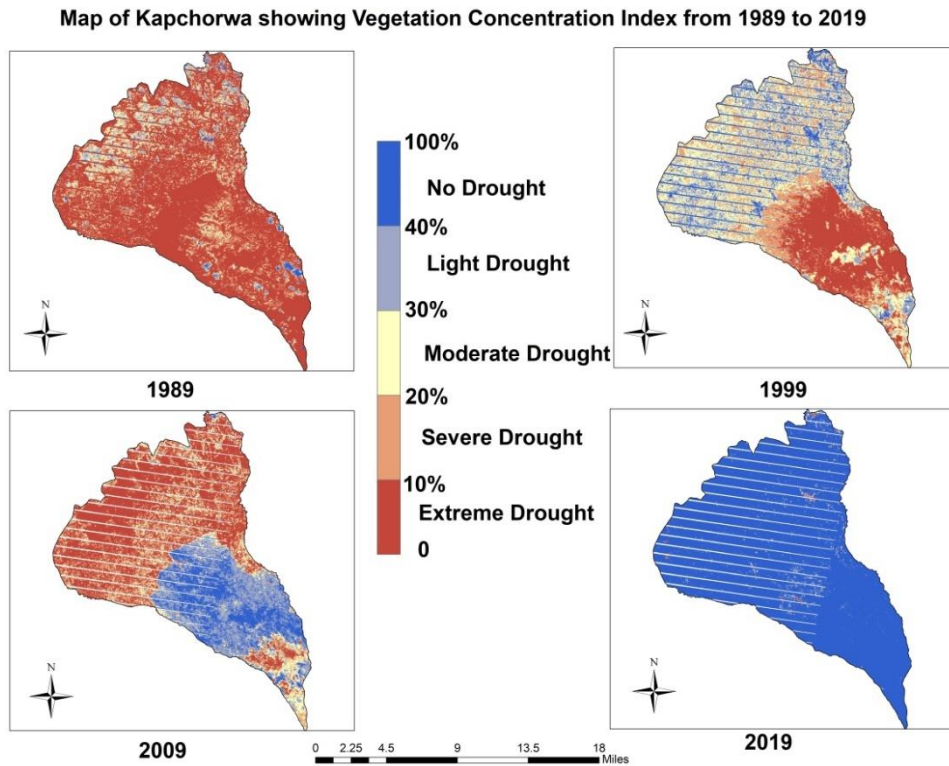 Map of Kapchorwa showing Vegetation Concentration Index from 1989 to 2019
100%
No Drought
40%
Light Drought
30%
Moderate Drought
20%
Severe Drought
10%
Extreme Drought
0
N
1989
N
1999
N
2009
N
2019
0 2.25 4.5 9 13.5 18
Miles